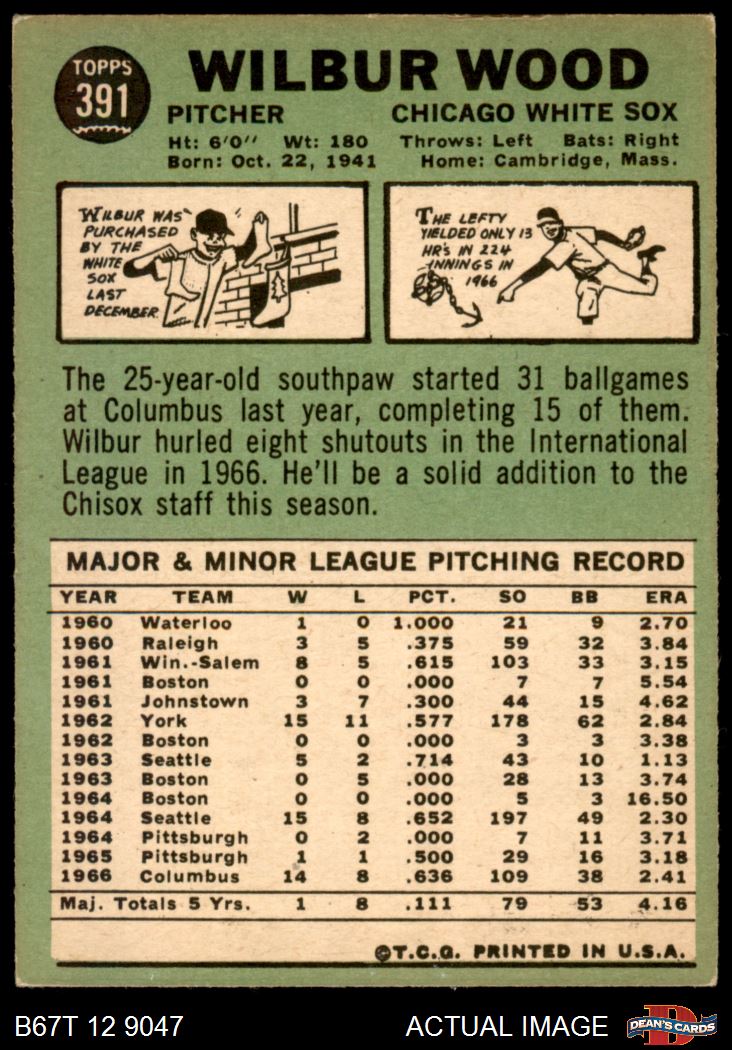 TOPPS
391
WILBUR WOOD
PITCHER CHICAGO WHITE SOX
Ht: 6'0" Wt: 180 Throws: Left Bats: Right
Born: Oct. 22, 1941 Home: Cambridge, Mass.
WILBUR WAS
PURCHASED
BY THE
WHITE
SOX
LAST
DECEMBER.
THE LEFTY
YIELDED ONLY 13
HR'S IN 224
INNINGS IN
1966
The 25-year-old southpaw started 31 ballgames
at Columbus last year, completing 15 of them.
Wilbur hurled eight shutouts in the International
League in 1966. He'll be a solid addition to the
Chisox staff this season.
MAJOR & MINOR LEAGUE PITCHING RECORD
YEAR TEAM W L PCT. SO BB ERA
1960 Waterloo 1 0 1.000 21 9 2.70
1960 Raleigh 3 5 .375 59 32 3.84
1961 Win.-Salem 8 5 .615 103 33 3.15
1961 Boston 0 0 .000 7 7 5.54
1961 Johnstown 3 7 .300 44 15 4.62
1962 York 15 11 .577 178 62 2.84
1962 Boston 0 0 .000 3 3 3.38
1963 Seattle 5 2 .714 43 10 1.13
1963 Boston 0 5 .000 28 13 3.74
1964 Boston 0 0 .000 5 3 16.50
1964 Seattle 15 8 .652 197 49 2.30
1964 Pittsburgh 0 2 .000 7 11 3.71
1965 Pittsburgh 1 1 .500 29 16 3.18
1966 Columbus 14 8 .636 109 38 2.41
Maj. Totals 5 Yrs. 1 8 .111 79 53 4.16
©T.C.G. PRINTED IN U.S.A.
B67T 12 9047 ACTUAL IMAGE D DEAN'S CARDS